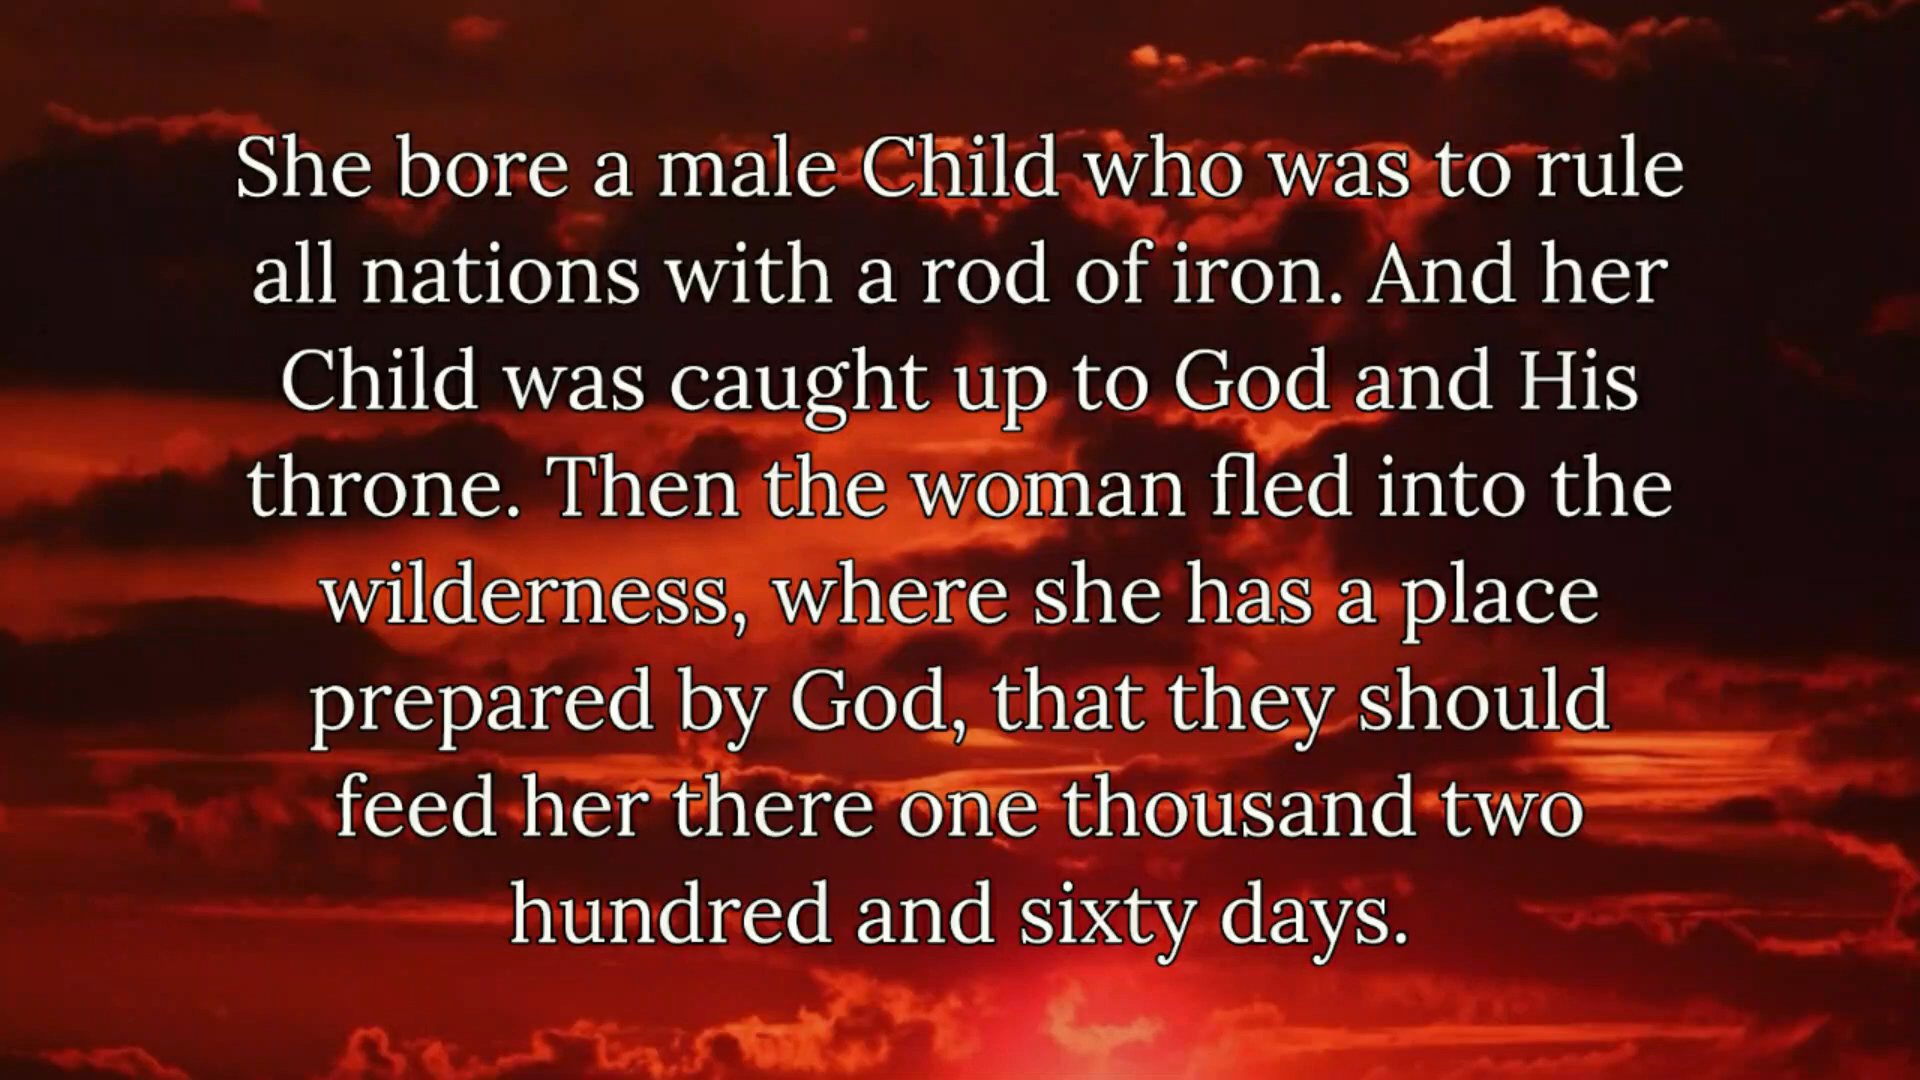 She bore a male Child who was to rule
all nations with a rod of iron. And her
Child was caught up to God and His
throne. Then the woman fled into the
wilderness, where she has a place
prepared by God, that they should
feed her there one thousand two
hundred and sixty days.